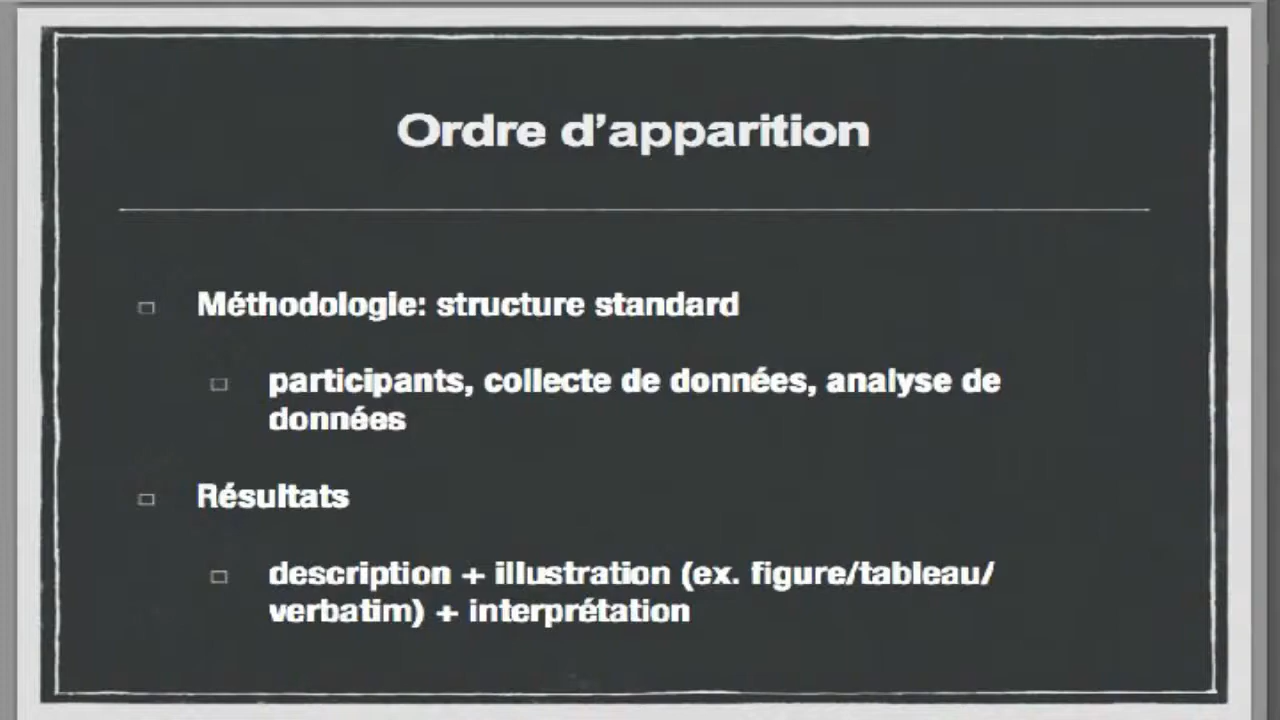 Ordre d’apparition
Méthodologie: structure standard
participants, collecte de données, analyse de
données
Résultats
description + illustration (ex. figure/tableau/
verbatim) + interprétation